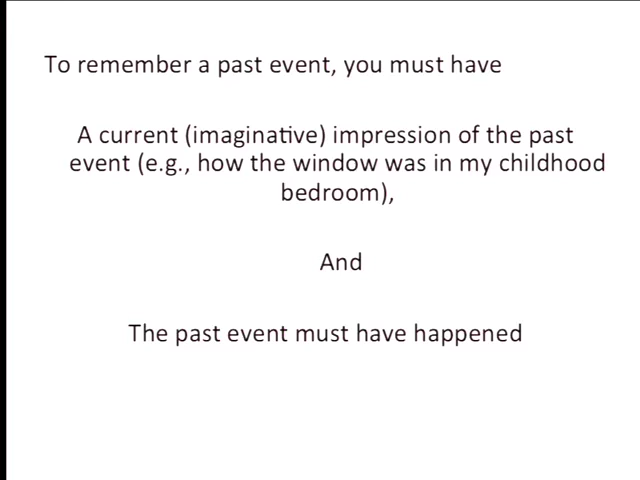 To remember a past event, you must have
A current (imaginative) impression of the past
event (e.g., how the window was in my childhood
bedroom),
And
The past event must have happened